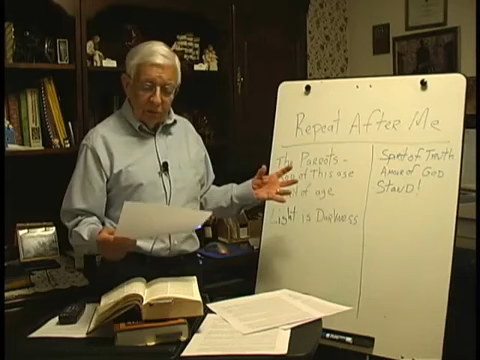 Repeat After Me
The Parrots -
of This age
of age
Light is Darkness
Spirit of Truth
Armor of God
Stand!